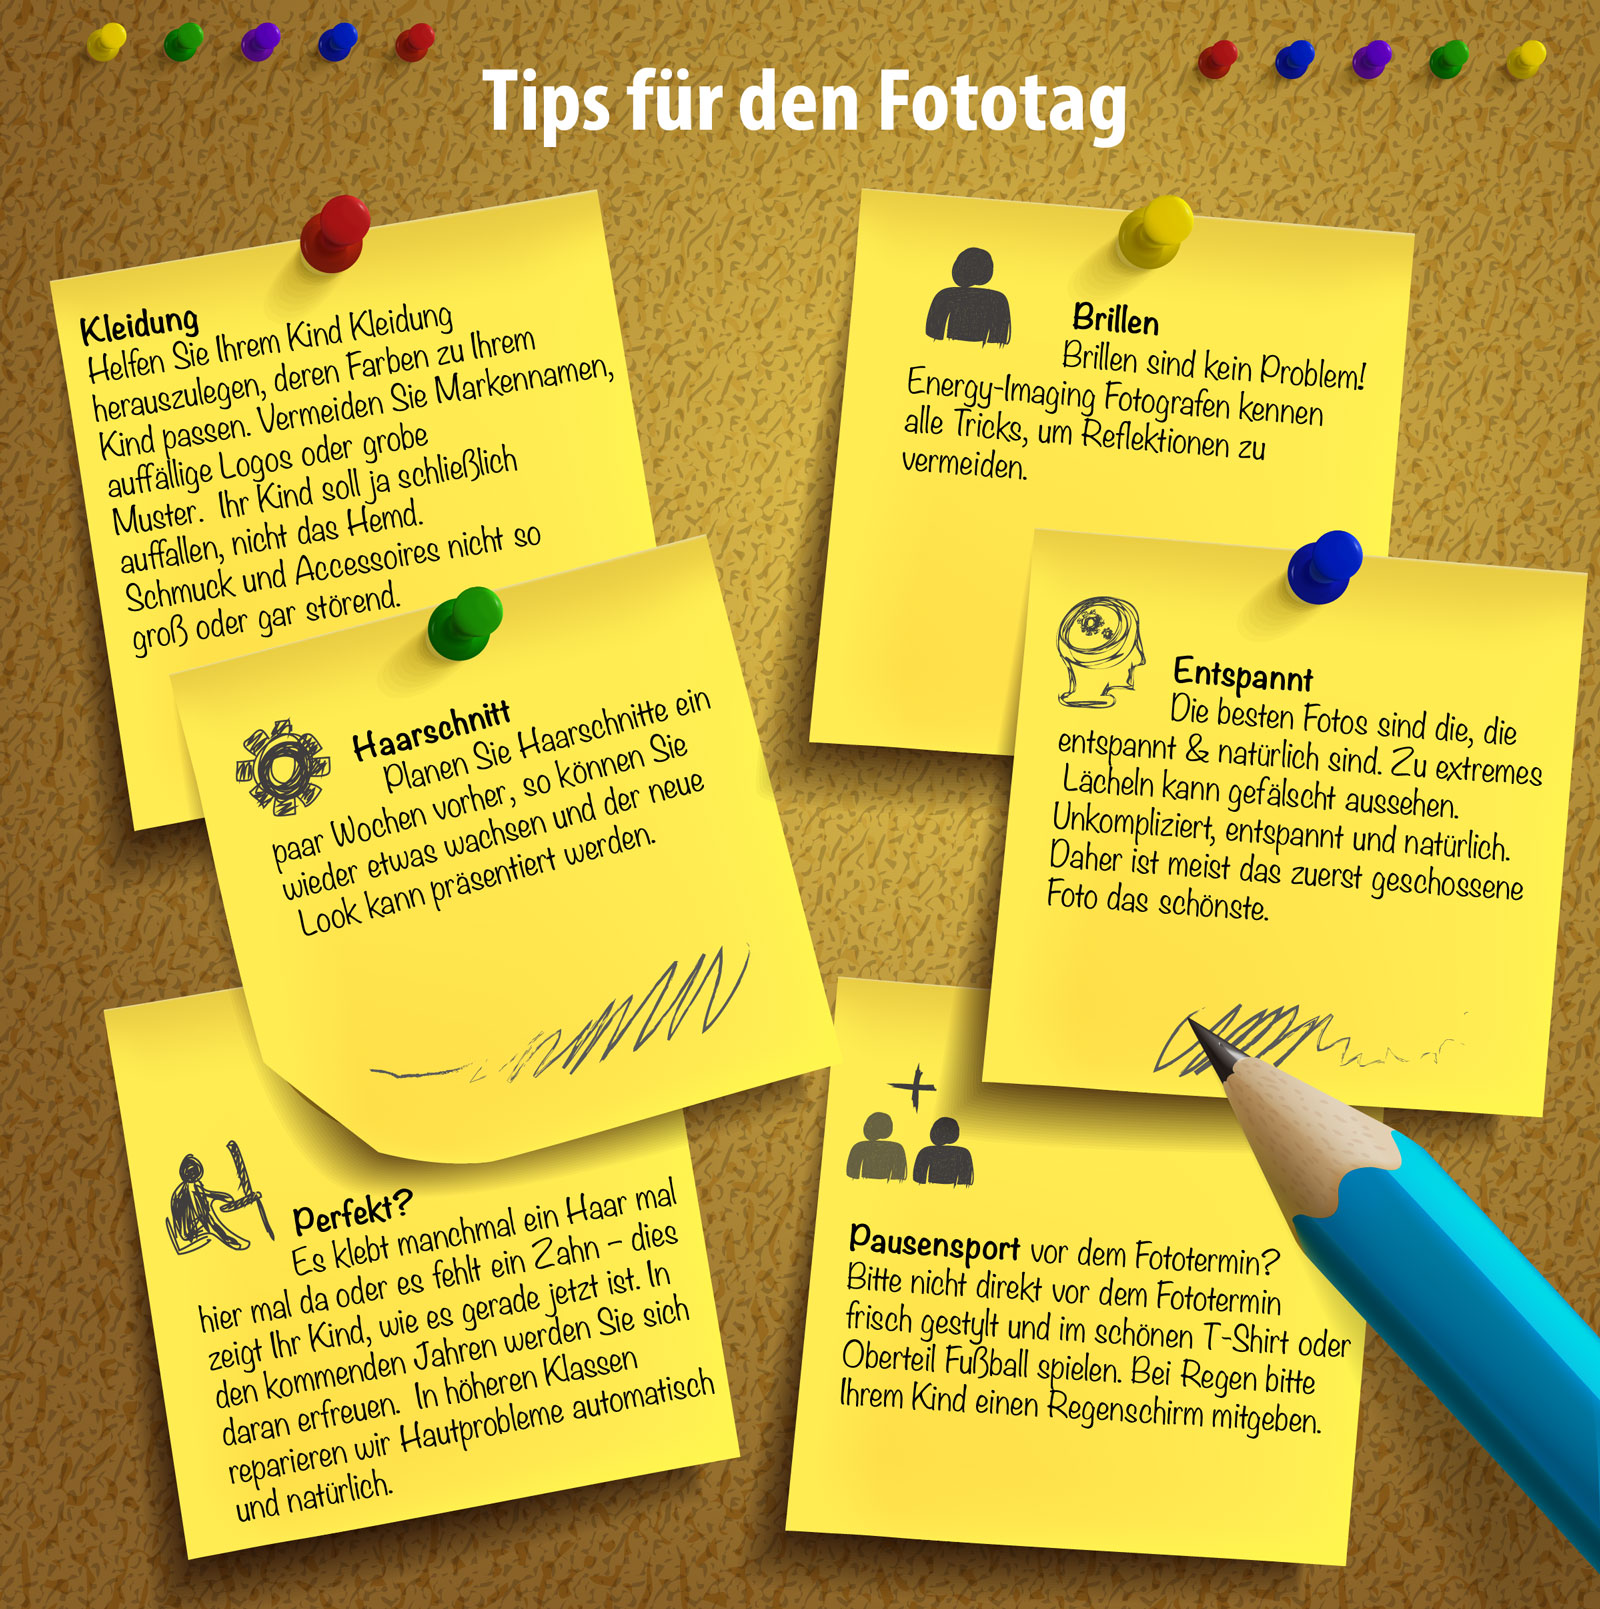 Tips für den Fototag
Kleidung
Helfen Sie Ihrem Kind Kleidung
herauszulegen, deren Farben zu Ihrem
Kind passen. Vermeiden Sie Markennamen,
auffällige Logos oder grobe
Muster. Ihr Kind soll ja schließlich
auffallen, nicht das Hemd.
Schmuck und Accessoires nicht so
groß oder gar störend.
Haarschnitt
Planen Sie Haarschnitte ein
paar Wochen vorher, so können Sie
wieder etwas wachsen und der neue
Look kann präsentiert werden.
Perfekt?
Es klebt manchmal ein Haar mal
hier mal da oder es fehlt ein Zahn – dies
zeigt Ihr Kind, wie es gerade jetzt ist. In
den kommenden Jahren werden Sie sich
daran erfreuen. In höheren Klassen
reparieren wir Hautprobleme automatisch
und natürlich.
Brillen
Brillen sind kein Problem!
Energy-Imaging Fotografen kennen
alle Tricks, um Reflektionen zu
vermeiden.
Entspannt
Die besten Fotos sind die, die
entspannt & natürlich sind. Zu extremes
Lächeln kann gefälscht aussehen.
Unkompliziert, entspannt und natürlich.
Daher ist meist das zuerst geschossene
Foto das schönste.
Pausensport vor dem Fototermin?
Bitte nicht direkt vor dem Fototermin
frisch gestylt und im schönen T-Shirt oder
Oberteil Fußball spielen. Bei Regen bitte
Ihrem Kind einen Regenschirm mitgeben.